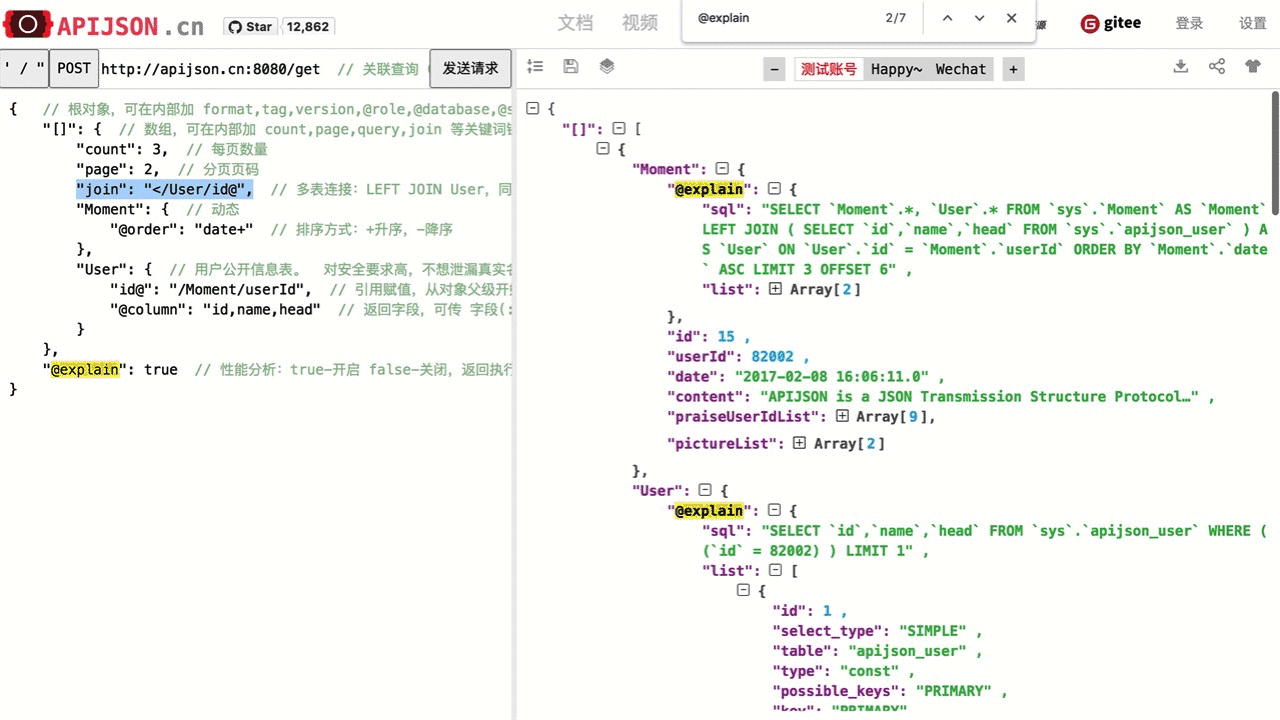 APIJSON.cn
Star 12,862
文档 视频
@explain 2/7
源
gitee
登录 设置
' / "
POST
http://apijson.cn:8080/get // 关联查询
发送请求
测试账号 Happy~ Wechat
{ // 根对象，可在内部加 format,tag,version,@role,@database,@s
"[]": { // 数组，可在内部加 count,page,query,join 等关键词键
"count": 3, // 每页数量
"page": 2, // 分页页码
"join": "</User/id@", // 多表连接：LEFT JOIN User，同
"Moment": { // 动态
"@order": "date+" // 排序方式：+升序，-降序
},
"User": { // 用户公开信息表。 对安全要求高，不想泄漏真实名
"id@": "/Moment/userId", // 引用赋值，从对象父级开始
"@column": "id,name,head" // 返回字段，可传 字段(:
}
},
"@explain": true // 性能分析：true-开启 false-关闭，返回执行
}
{
"[]": [
{
"Moment": {
"@explain": {
"sql": "SELECT `Moment`.*, `User`.* FROM `sys`.`Moment` AS `Moment`
LEFT JOIN ( SELECT `id`,`name`,`head` FROM `sys`.`apijson_user` ) A
S `User` ON `User`.`id` = `Moment`.`userId` ORDER BY `Moment`.`date
` ASC LIMIT 3 OFFSET 6" ,
"list": Array[2]
},
"id": 15 ,
"userId": 82002 ,
"date": "2017-02-08 16:06:11.0" ,
"content": "APIJSON is a JSON Transmission Structure Protocol…" ,
"praiseUserIdList": Array[9],
"pictureList": Array[2]
},
"User": {
"@explain": {
"sql": "SELECT `id`,`name`,`head` FROM `sys`.`apijson_user` WHERE (
(`id` = 82002) ) LIMIT 1" ,
"list": [
{
"id": 1 ,
"select_type": "SIMPLE" ,
"table": "apijson_user" ,
"type": "const" ,
"possible_keys": "PRIMARY" ,
"key": "PRIMARY"